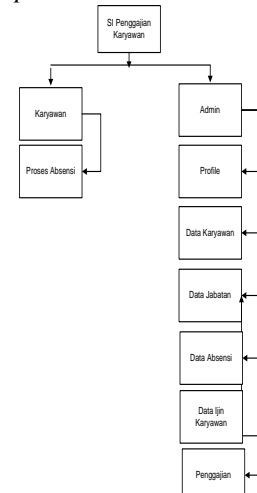 SI Penggajian
Karyawan
Karyawan
Admin
Proses Absensi
Profile
Data Karyawan
Data Jabatan
Data Absensi
Data Ijin
Karyawan
Penggajian